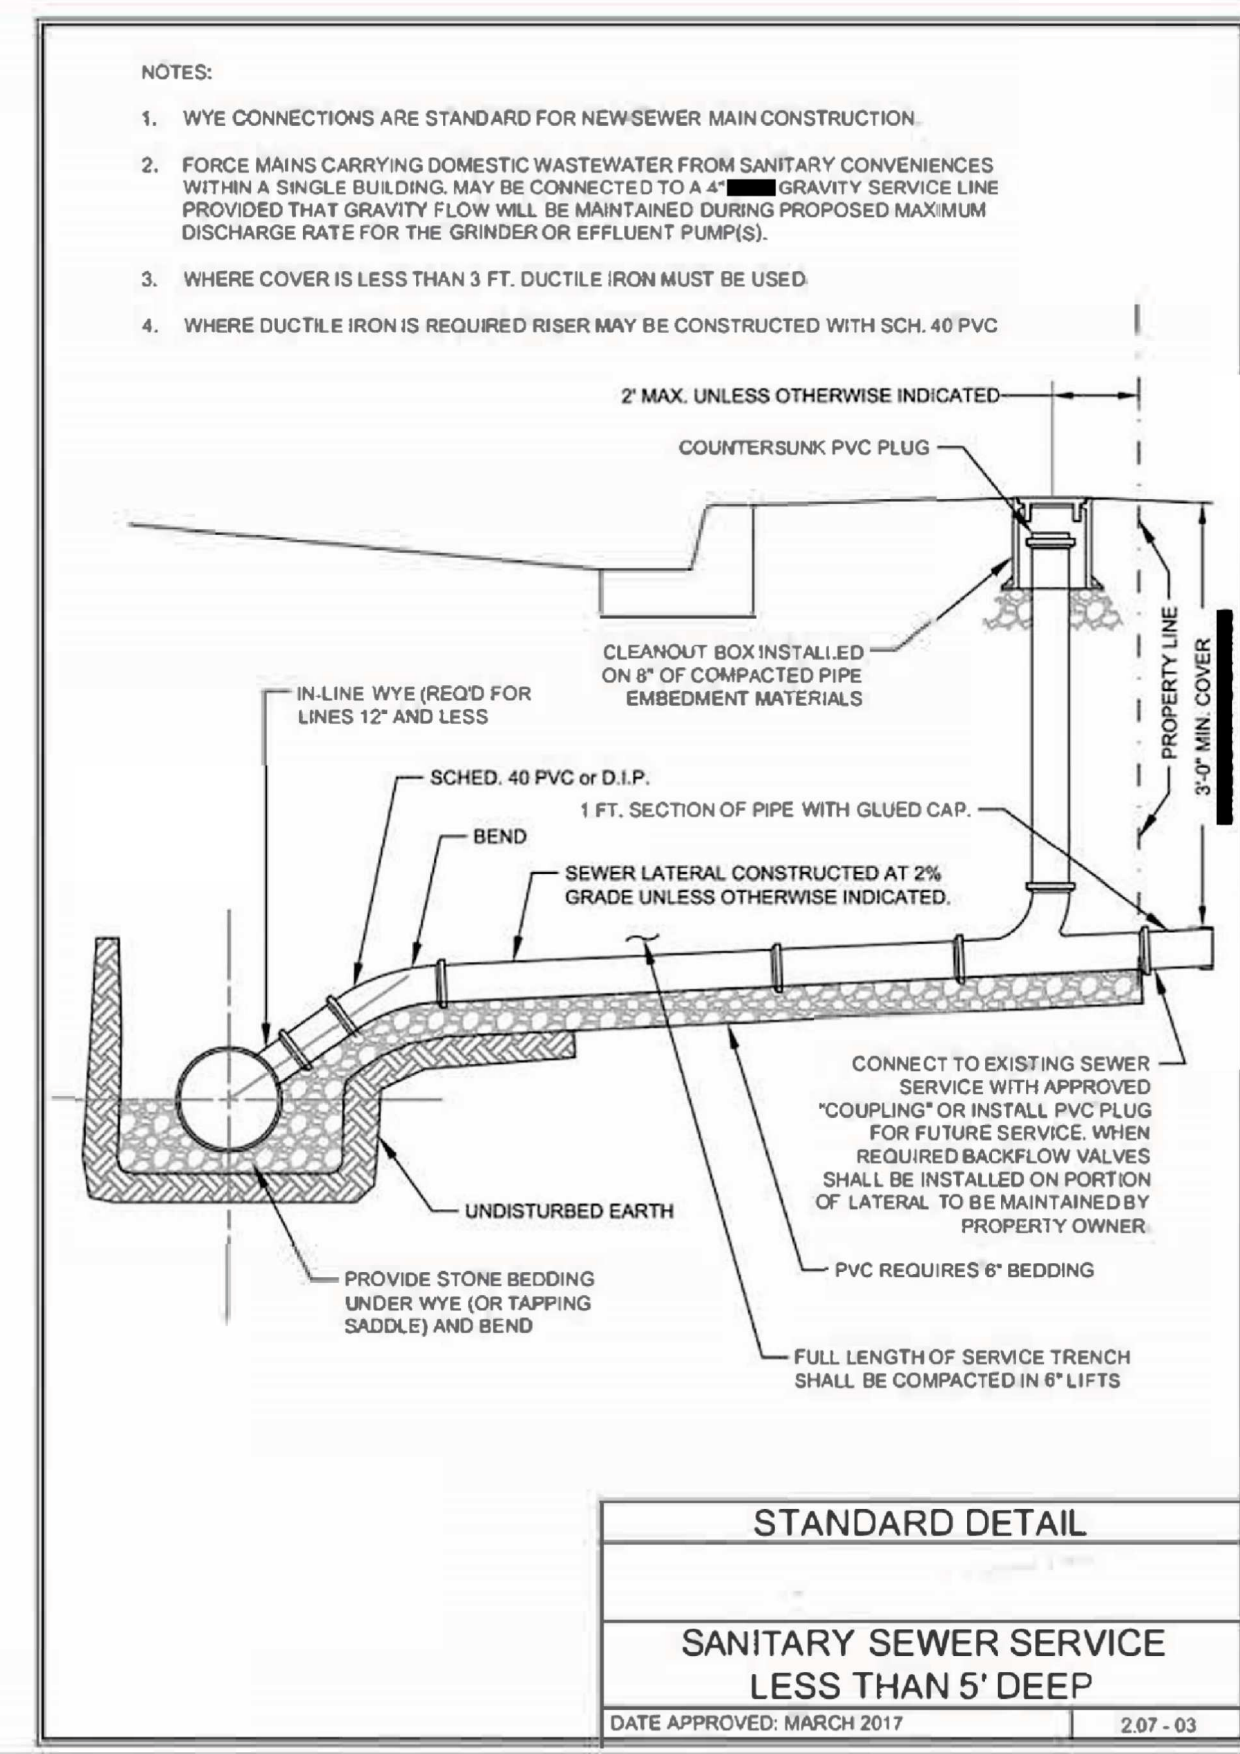 NOTES:
1. WYE CONNECTIONS ARE STANDARD FOR NEW SEWER MAIN CONSTRUCTION.
2. FORCE MAINS CARRYING DOMESTIC WASTEWATER FROM SANITARY CONVENIENCES
WITHIN A SINGLE BUILDING. MAY BE CONNECTED TO A 4" GRAVITY SERVICE LINE
PROVIDED THAT GRAVITY FLOW WILL BE MAINTAINED DURING PROPOSED MAXIMUM
DISCHARGE RATE FOR THE GRINDER OR EFFLUENT PUMP(S).
3. WHERE COVER IS LESS THAN 3 FT. DUCTILE IRON MUST BE USED
4. WHERE DUCTILE IRON IS REQUIRED RISER MAY BE CONSTRUCTED WITH SCH. 40 PVC
2' MAX. UNLESS OTHERWISE INDICATED
COUNTERSUNK PVC PLUG
CLEANOUT BOX INSTALLED
ON 8" OF COMPACTED PIPE
EMBEDMENT MATERIALS
PROPERTY LINE
3'-0" MIN. COVER
IN-LINE WYE (REQ'D FOR
LINES 12" AND LESS
SCHED. 40 PVC or D.I.P.
1 FT. SECTION OF PIPE WITH GLUED CAP.
BEND
SEWER LATERAL CONSTRUCTED AT 2%
GRADE UNLESS OTHERWISE INDICATED.
CONNECT TO EXISTING SEWER
SERVICE WITH APPROVED
"COUPLING" OR INSTALL PVC PLUG
FOR FUTURE SERVICE. WHEN
REQUIRED BACKFLOW VALVES
SHALL BE INSTALLED ON PORTION
OF LATERAL TO BE MAINTAINED BY
PROPERTY OWNER
UNDISTURBED EARTH
PVC REQUIRES 6" BEDDING
PROVIDE STONE BEDDING
UNDER WYE (OR TAPPING
SADDLE) AND BEND
FULL LENGTH OF SERVICE TRENCH
SHALL BE COMPACTED IN 6" LIFTS
STANDARD DETAIL
SANITARY SEWER SERVICE
LESS THAN 5' DEEP
DATE APPROVED: MARCH 2017
2.07 - 03